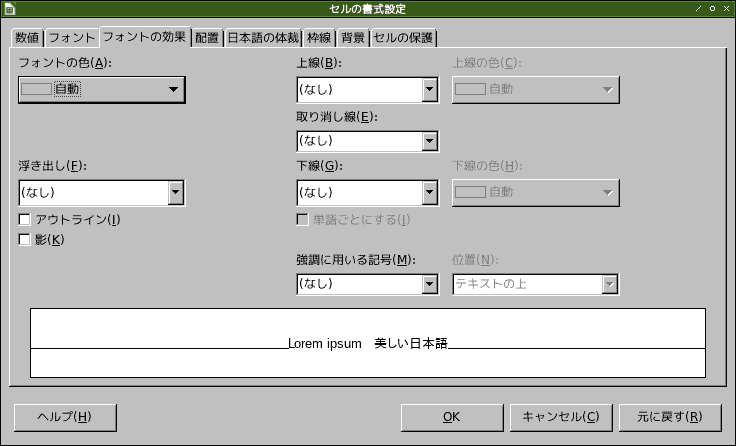 セルの書式設定
数値 フォント フォントの効果 配置 日本語の体裁 枠線 背景 セルの保護
フォントの色(A): 上線(B): 上線の色(C):
自動 (なし) 自動
取り消し線(E):
(なし)
浮き出し(F): 下線(G): 下線の色(H):
(なし) (なし) 自動
アウトライン(I) 単語ごとにする(I)
影(K)
強調に用いる記号(M): 位置(N):
(なし) テキストの上
Lorem ipsum　美しい日本語
ヘルプ(H) OK キャンセル(C) 元に戻す(R)